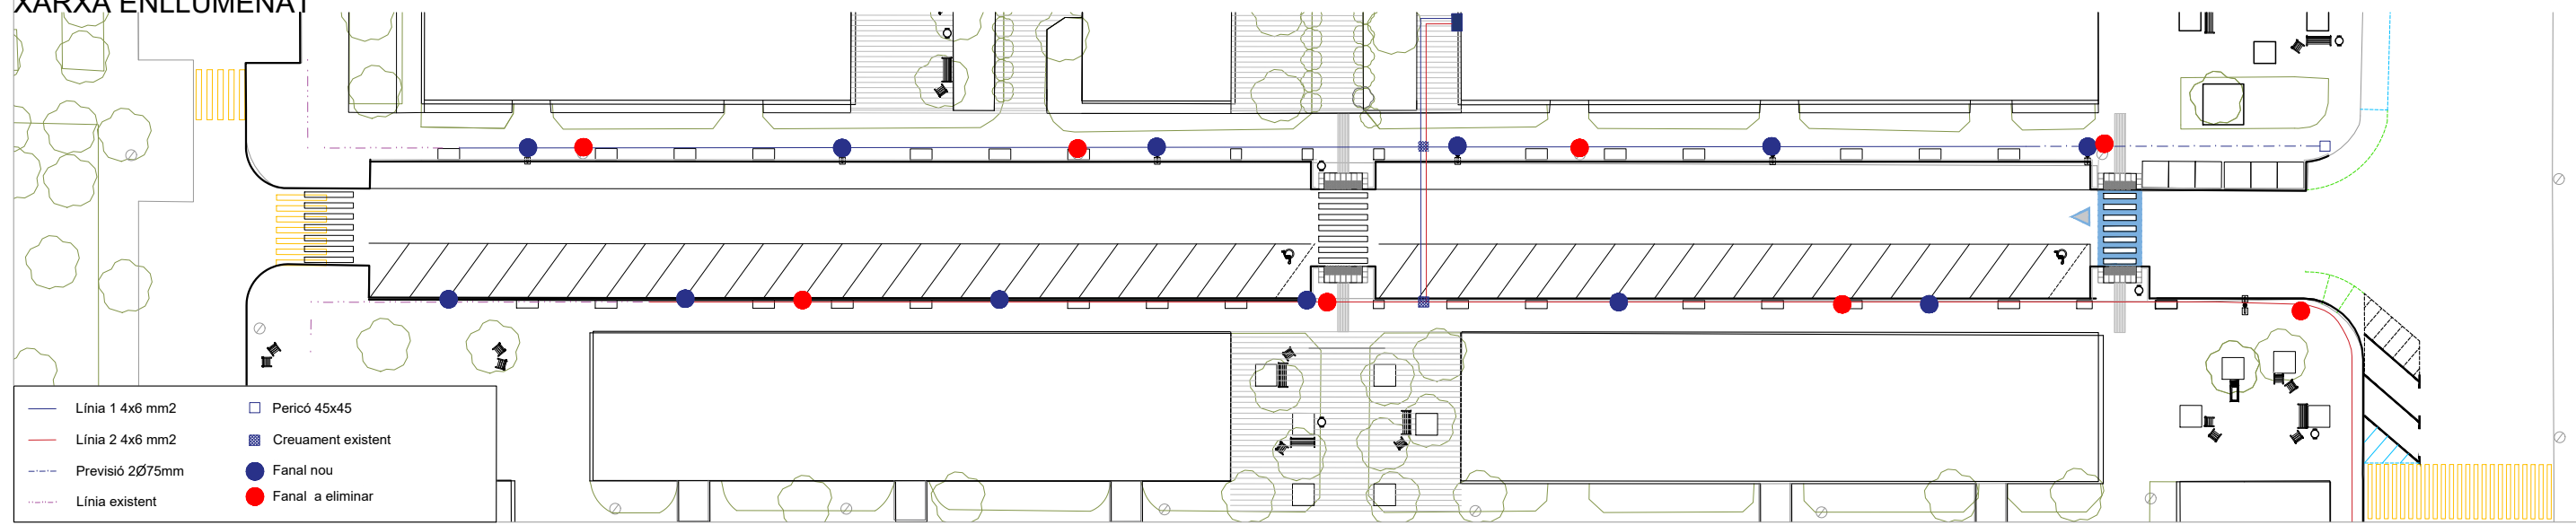 XARXA ENLLUMENAT
Línia 1 4x6 mm2
Línia 2 4x6 mm2
Previsió 2Ø75mm
Línia existent
Pericó 45x45
Creuament existent
Fanal nou
Fanal a eliminar